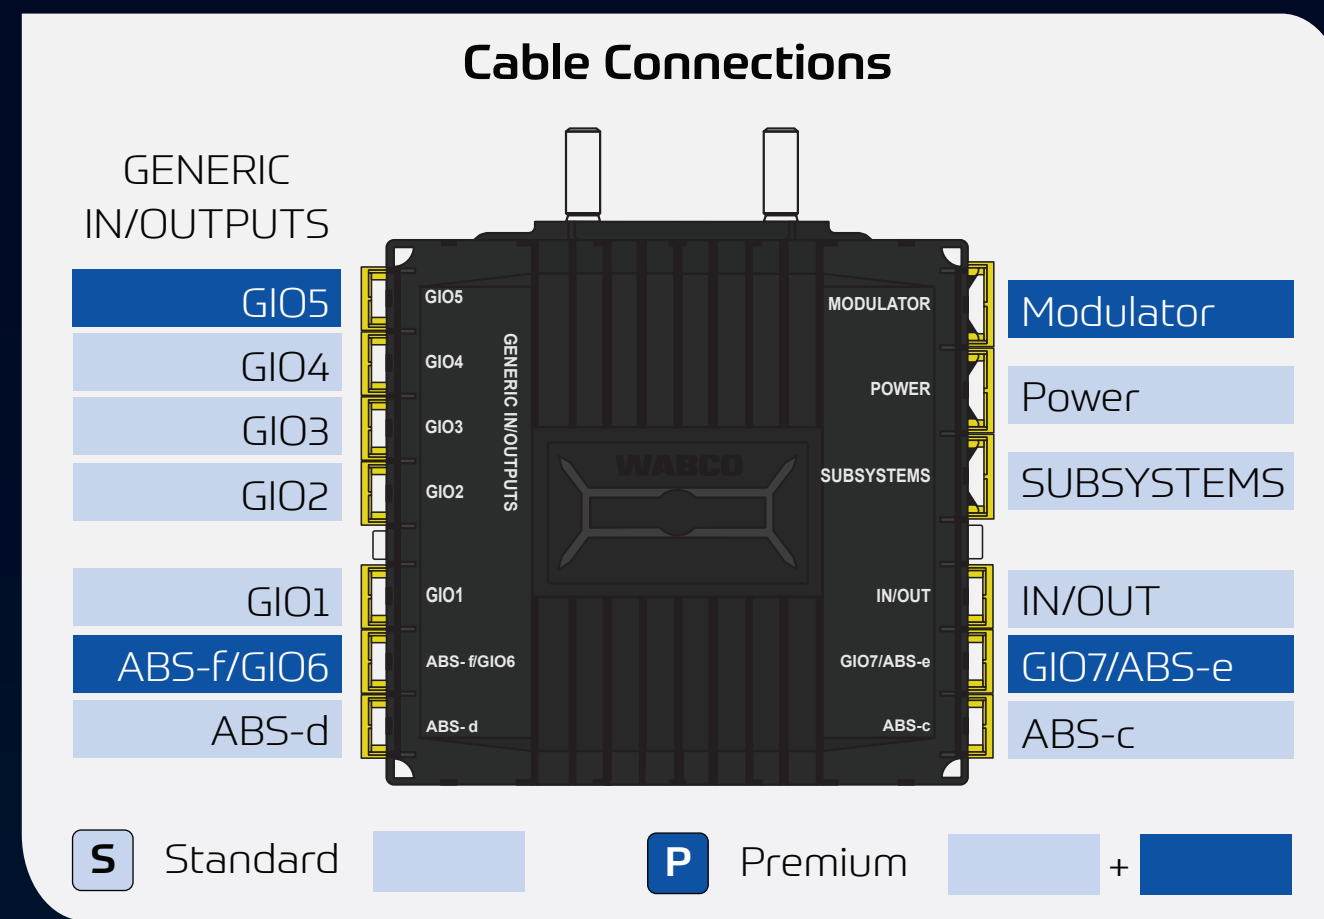 Cable Connections
GENERIC
IN/OUTPUTS
GIO5
GIO4
GIO3
GIO2
GIO1
ABS-f/GIO6
ABS-d
GIO5
GIO4
GIO3
GIO2
GENERIC IN/OUTPUTS
GIO1
ABS- f/GIO6
ABS- d
WABCO
MODULATOR
POWER
SUBSYSTEMS
IN/OUT
GIO7/ABS-e
ABS-c
Modulator
Power
SUBSYSTEMS
IN/OUT
GIO7/ABS-e
ABS-c
S Standard
P Premium +